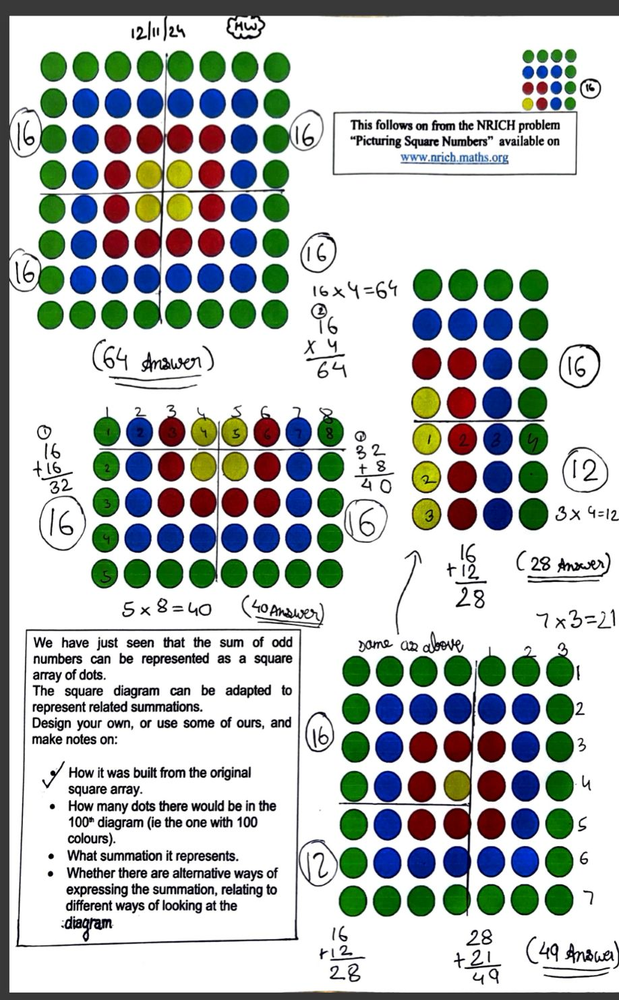 12/11/24
HW
16
16
16
This follows on from the NRICH problem
“Picturing Square Numbers” available on
www.nrich.maths.org
16
16
16 x 4 = 64
2
16
x 4
64
(64 Answer)
16
12
1 2 3 4
2
3
3 x 4 = 12
16
+ 12
28
(28 Answer)
1 2 3 4 5 6 7 8
1 2 3 4 5 6 7 8
2
3
4
5
1
16
+ 16
32
16
1
32
+ 8
40
16
5 x 8 = 40
(40 Answer)
We have just seen that the sum of odd
numbers can be represented as a square
array of dots.
The square diagram can be adapted to
represent related summations.
Design your own, or use some of ours, and
make notes on:
• How it was built from the original
square array.
• How many dots there would be in the
100th diagram (ie the one with 100
colours).
• What summation it represents.
• Whether there are alternative ways of
expressing the summation, relating to
different ways of looking at the
diagram
7 x 3 = 21
same as above
1 2 3
1
2
3
4
5
6
7
16
12
16
+ 12
28
28
+ 21
49
(49 Answer)